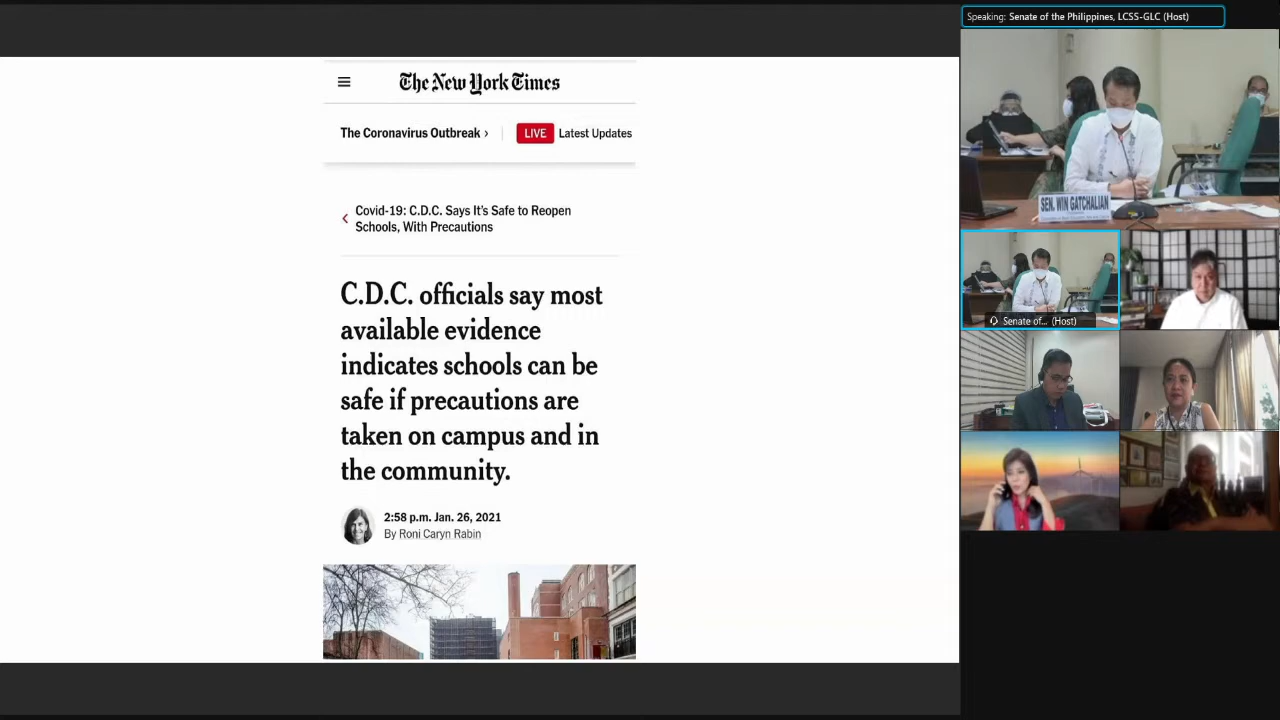 Speaking: Senate of the Philippines, LCSS-GLC (Host)
The New York Times
The Coronavirus Outbreak ›
LIVE Latest Updates
Covid-19: C.D.C. Says It's Safe to Reopen
Schools, With Precautions
C.D.C. officials say most
available evidence
indicates schools can be
safe if precautions are
taken on campus and in
the community.
2:58 p.m. Jan. 26, 2021
By Roni Caryn Rabin
SEN. WIN GATCHALIAN
Senate of... (Host)